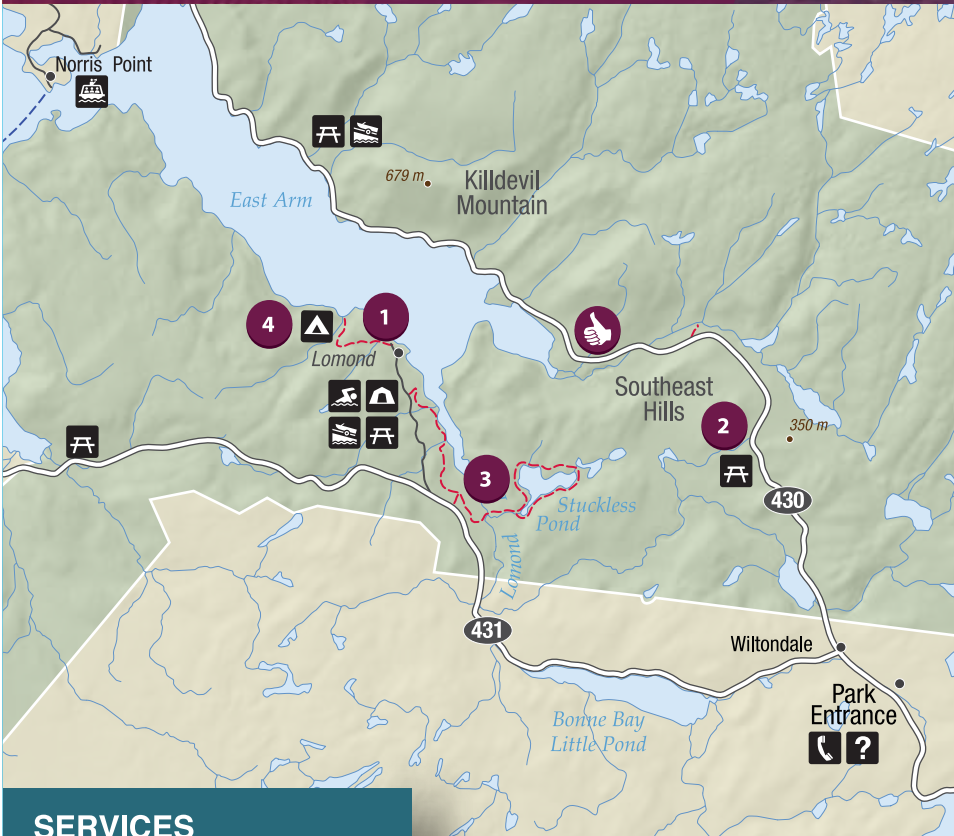 Norris Point
679 m
Killdevil
Mountain
East Arm
4
1
Lomond
Southeast
Hills
2
350 m
3
Stuckless
Pond
430
Lomond
431
Wiltondale
Park
Entrance
?
Bonne Bay
Little Pond
SERVICES